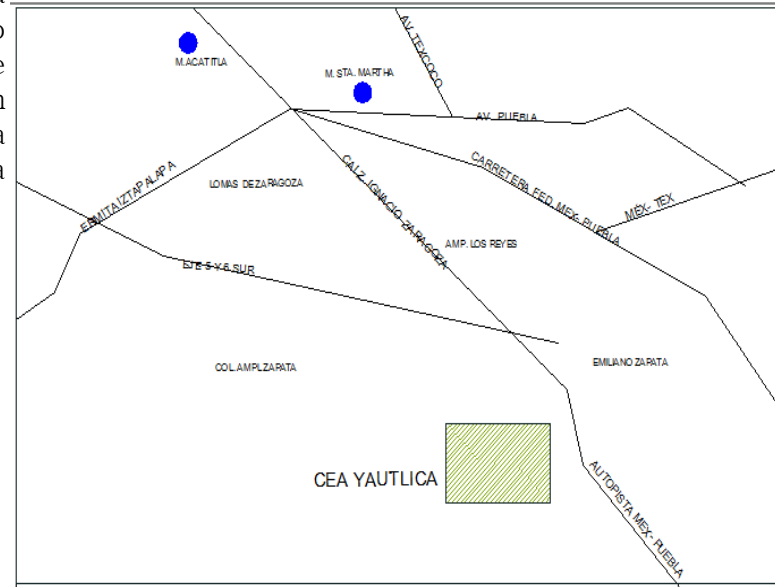 AV. TEXCOCO
M.ACATITLA
M. STA. MARTHA
AV. PUEBLA
ERMITA IZTAPALAPA
LOMAS DE ZARAGOZA
CALZ. IGNACIO ZARAGOZA
CARRETERA FED. MEX- PUEBLA
MEX- TEX
AMP. LOS REYES
EJE 5 Y 6 SUR
COL. AMPL.ZAPATA
EMILIANO ZAPATA
CEA YAUTLICA
AUTOPISTA MEX- PUEBLA